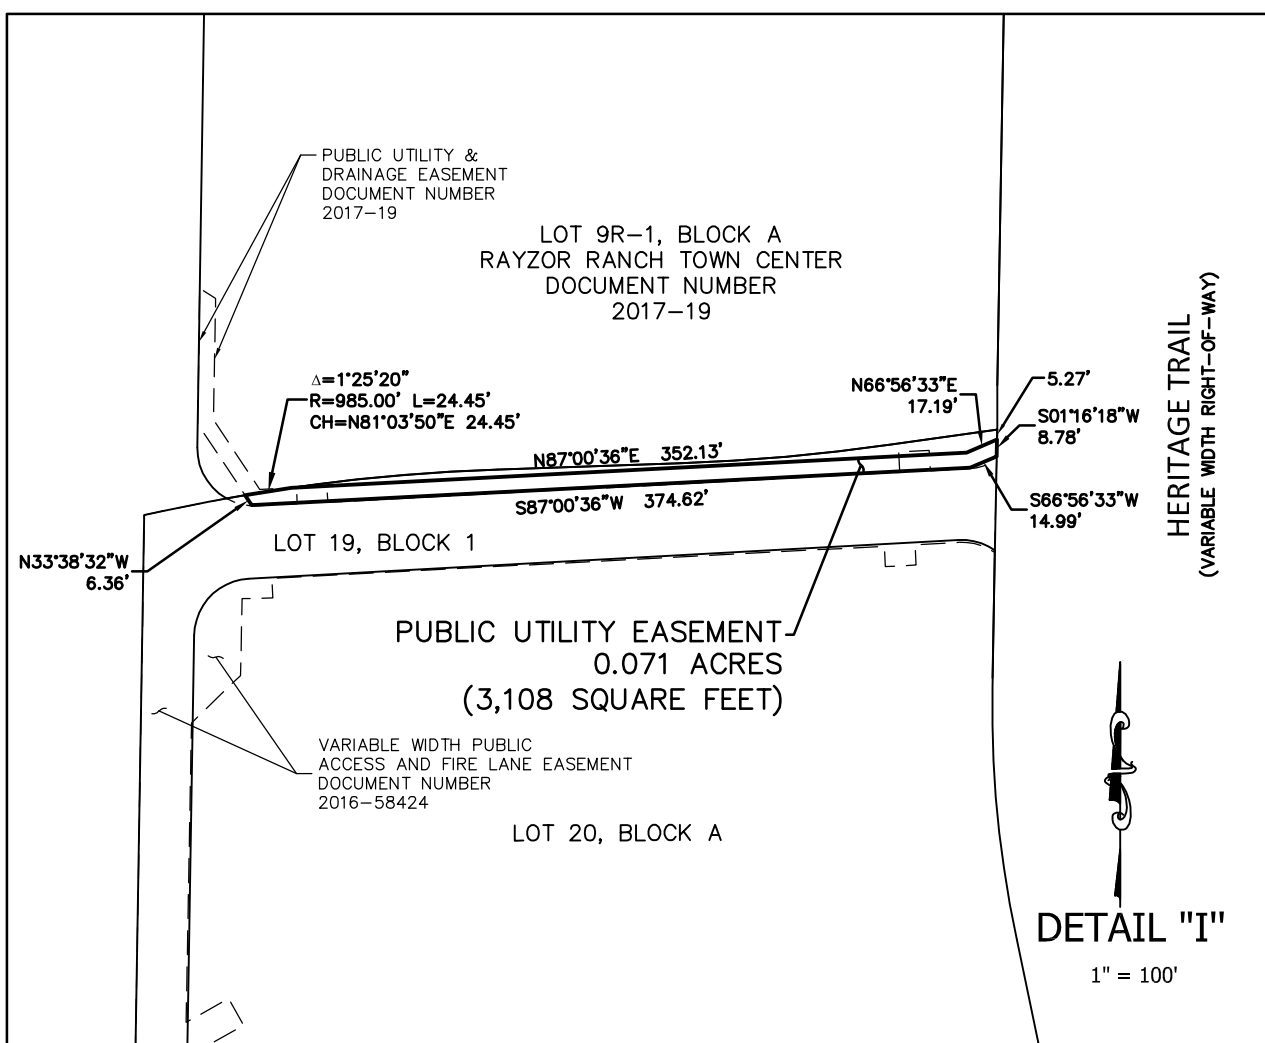 PUBLIC UTILITY &
DRAINAGE EASEMENT
DOCUMENT NUMBER
2017-19
LOT 9R-1, BLOCK A
RAYZOR RANCH TOWN CENTER
DOCUMENT NUMBER
2017-19
HERITAGE TRAIL
(VARIABLE WIDTH RIGHT-OF-WAY)
Δ=1°25'20"
R=985.00' L=24.45'
CH=N81°03'50"E 24.45'
N66°56'33"E
17.19'
5.27'
S01°16'18"W
8.78'
N87°00'36"E 352.13'
S87°00'36"W 374.62'
S66°56'33"W
14.99'
LOT 19, BLOCK 1
N33°38'32"W
6.36'
PUBLIC UTILITY EASEMENT
0.071 ACRES
(3,108 SQUARE FEET)
VARIABLE WIDTH PUBLIC
ACCESS AND FIRE LANE EASEMENT
DOCUMENT NUMBER
2016-58424
LOT 20, BLOCK A
DETAIL "I"
1" = 100'